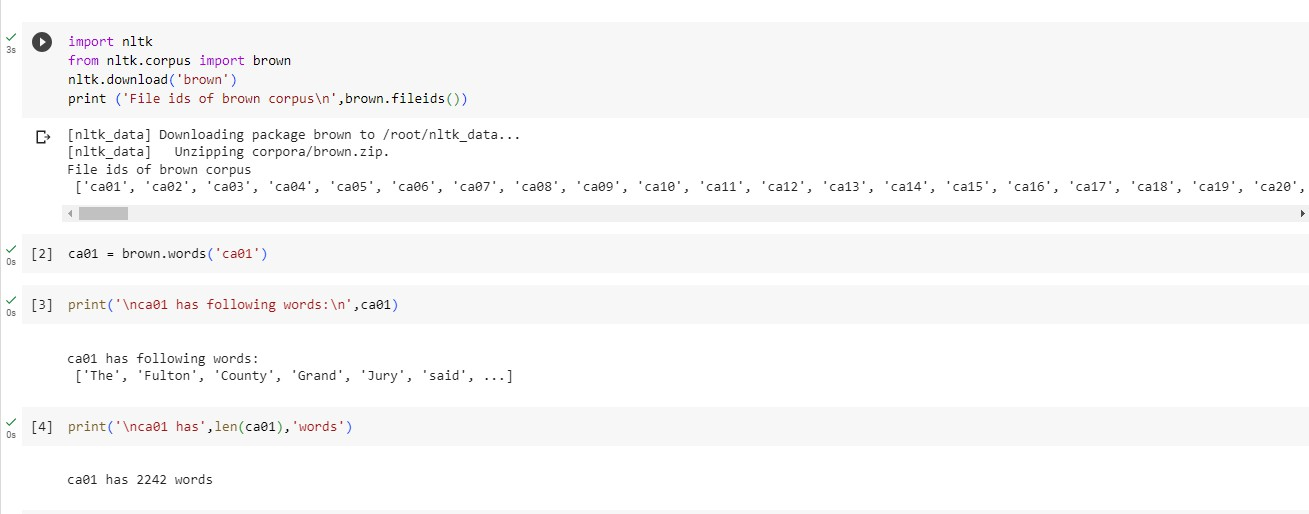 3s
import nltk
from nltk.corpus import brown
nltk.download('brown')
print ('File ids of brown corpus\n',brown.fileids())
[nltk_data] Downloading package brown to /root/nltk_data...
[nltk_data]   Unzipping corpora/brown.zip.
File ids of brown corpus
['ca01', 'ca02', 'ca03', 'ca04', 'ca05', 'ca06', 'ca07', 'ca08', 'ca09', 'ca10', 'ca11', 'ca12', 'ca13', 'ca14', 'ca15', 'ca16', 'ca17', 'ca18', 'ca19', 'ca20',
0s [2] ca01 = brown.words('ca01')
0s [3] print('\nca01 has following words:\n',ca01)
ca01 has following words:
['The', 'Fulton', 'County', 'Grand', 'Jury', 'said', ...]
0s [4] print('\nca01 has',len(ca01),'words')
ca01 has 2242 words